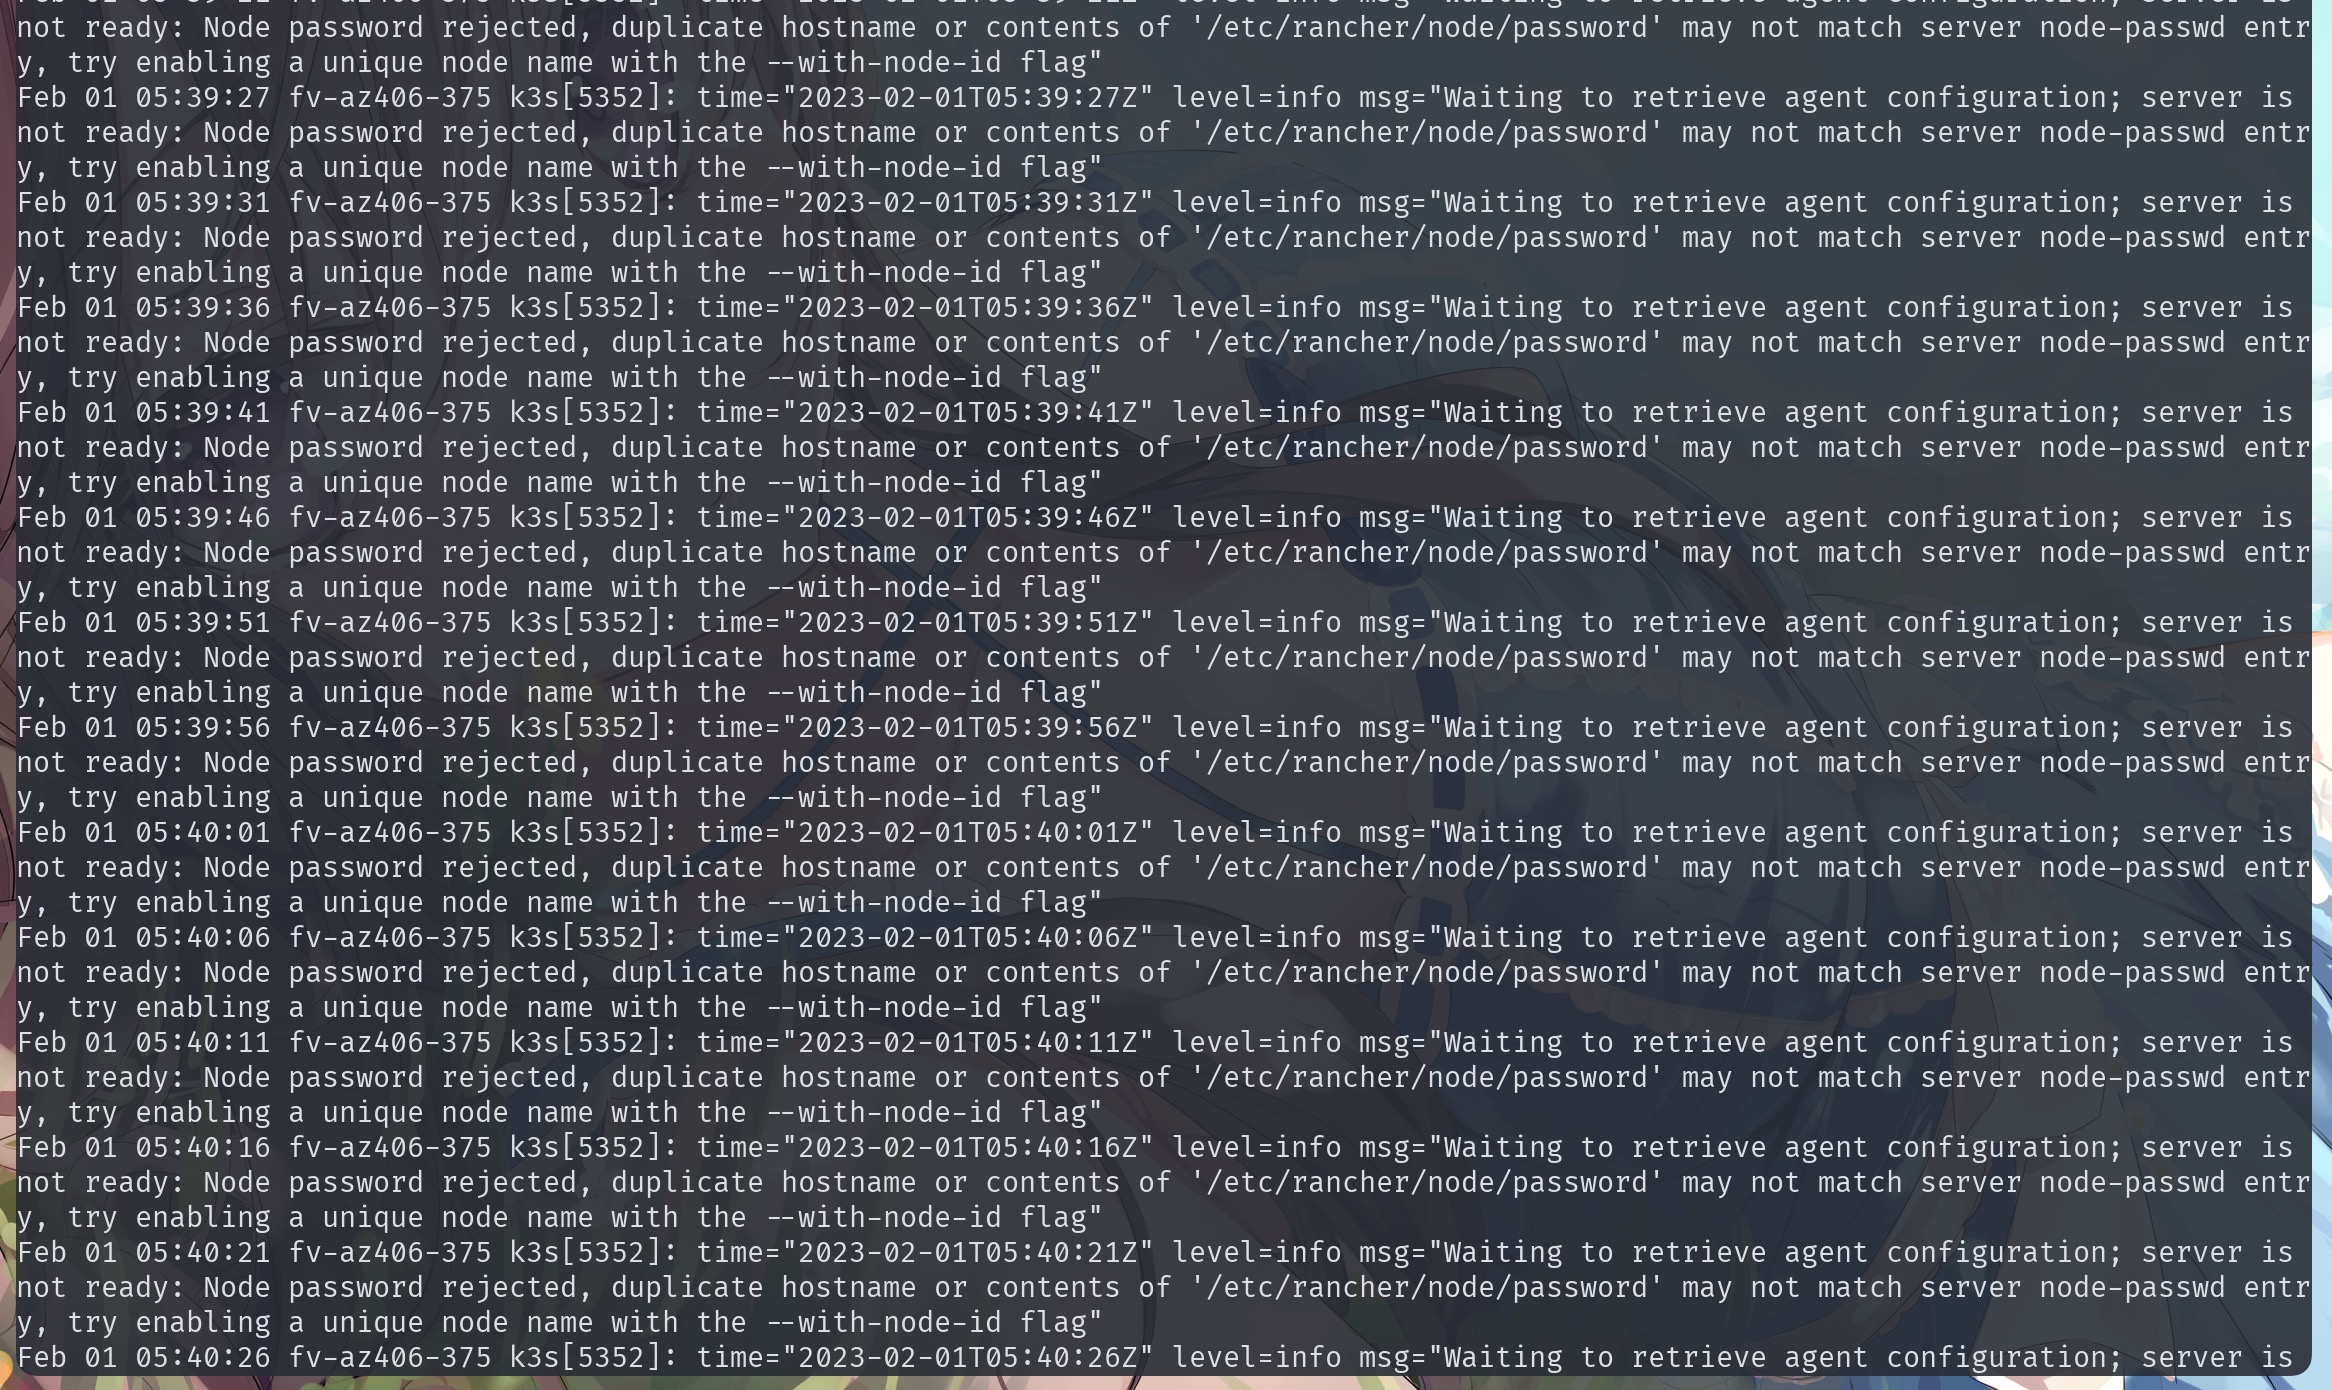 not ready: Node password rejected, duplicate hostname or contents of '/etc/rancher/node/password' may not match server node-passwd entr
y, try enabling a unique node name with the --with-node-id flag"
Feb 01 05:39:27 fv-az406-375 k3s[5352]: time="2023-02-01T05:39:27Z" level=info msg="Waiting to retrieve agent configuration; server is
not ready: Node password rejected, duplicate hostname or contents of '/etc/rancher/node/password' may not match server node-passwd entr
y, try enabling a unique node name with the --with-node-id flag"
Feb 01 05:39:31 fv-az406-375 k3s[5352]: time="2023-02-01T05:39:31Z" level=info msg="Waiting to retrieve agent configuration; server is
not ready: Node password rejected, duplicate hostname or contents of '/etc/rancher/node/password' may not match server node-passwd entr
y, try enabling a unique node name with the --with-node-id flag"
Feb 01 05:39:36 fv-az406-375 k3s[5352]: time="2023-02-01T05:39:36Z" level=info msg="Waiting to retrieve agent configuration; server is
not ready: Node password rejected, duplicate hostname or contents of '/etc/rancher/node/password' may not match server node-passwd entr
y, try enabling a unique node name with the --with-node-id flag"
Feb 01 05:39:41 fv-az406-375 k3s[5352]: time="2023-02-01T05:39:41Z" level=info msg="Waiting to retrieve agent configuration; server is
not ready: Node password rejected, duplicate hostname or contents of '/etc/rancher/node/password' may not match server node-passwd entr
y, try enabling a unique node name with the --with-node-id flag"
Feb 01 05:39:46 fv-az406-375 k3s[5352]: time="2023-02-01T05:39:46Z" level=info msg="Waiting to retrieve agent configuration; server is
not ready: Node password rejected, duplicate hostname or contents of '/etc/rancher/node/password' may not match server node-passwd entr
y, try enabling a unique node name with the --with-node-id flag"
Feb 01 05:39:51 fv-az406-375 k3s[5352]: time="2023-02-01T05:39:51Z" level=info msg="Waiting to retrieve agent configuration; server is
not ready: Node password rejected, duplicate hostname or contents of '/etc/rancher/node/password' may not match server node-passwd entr
y, try enabling a unique node name with the --with-node-id flag"
Feb 01 05:39:56 fv-az406-375 k3s[5352]: time="2023-02-01T05:39:56Z" level=info msg="Waiting to retrieve agent configuration; server is
not ready: Node password rejected, duplicate hostname or contents of '/etc/rancher/node/password' may not match server node-passwd entr
y, try enabling a unique node name with the --with-node-id flag"
Feb 01 05:40:01 fv-az406-375 k3s[5352]: time="2023-02-01T05:40:01Z" level=info msg="Waiting to retrieve agent configuration; server is
not ready: Node password rejected, duplicate hostname or contents of '/etc/rancher/node/password' may not match server node-passwd entr
y, try enabling a unique node name with the --with-node-id flag"
Feb 01 05:40:06 fv-az406-375 k3s[5352]: time="2023-02-01T05:40:06Z" level=info msg="Waiting to retrieve agent configuration; server is
not ready: Node password rejected, duplicate hostname or contents of '/etc/rancher/node/password' may not match server node-passwd entr
y, try enabling a unique node name with the --with-node-id flag"
Feb 01 05:40:11 fv-az406-375 k3s[5352]: time="2023-02-01T05:40:11Z" level=info msg="Waiting to retrieve agent configuration; server is
not ready: Node password rejected, duplicate hostname or contents of '/etc/rancher/node/password' may not match server node-passwd entr
y, try enabling a unique node name with the --with-node-id flag"
Feb 01 05:40:16 fv-az406-375 k3s[5352]: time="2023-02-01T05:40:16Z" level=info msg="Waiting to retrieve agent configuration; server is
not ready: Node password rejected, duplicate hostname or contents of '/etc/rancher/node/password' may not match server node-passwd entr
y, try enabling a unique node name with the --with-node-id flag"
Feb 01 05:40:21 fv-az406-375 k3s[5352]: time="2023-02-01T05:40:21Z" level=info msg="Waiting to retrieve agent configuration; server is
not ready: Node password rejected, duplicate hostname or contents of '/etc/rancher/node/password' may not match server node-passwd entr
y, try enabling a unique node name with the --with-node-id flag"
Feb 01 05:40:26 fv-az406-375 k3s[5352]: time="2023-02-01T05:40:26Z" level=info msg="Waiting to retrieve agent configuration; server is